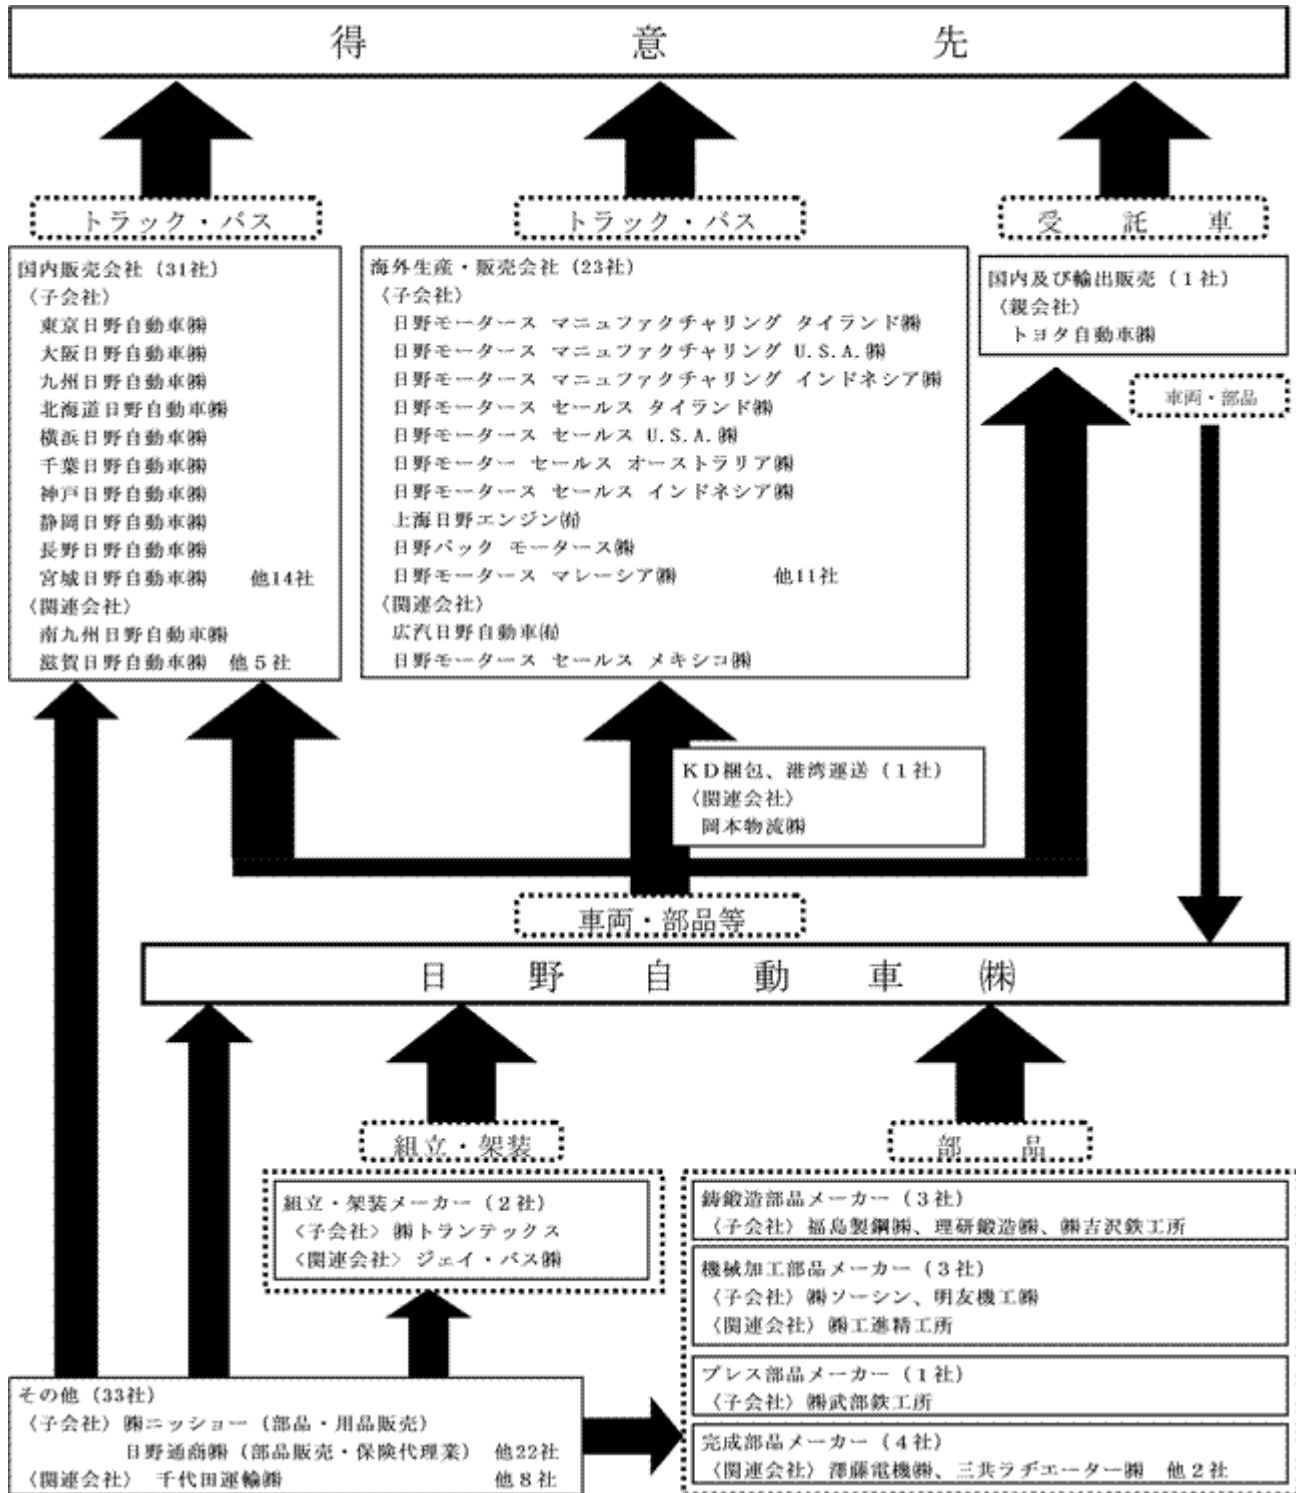 得意先
トラック・バス
トラック・バス
受託車
国内販売会社（31社）
〈子会社〉
東京日野自動車㈱
大阪日野自動車㈱
九州日野自動車㈱
北海道日野自動車㈱
横浜日野自動車㈱
千葉日野自動車㈱
神戸日野自動車㈱
静岡日野自動車㈱
長野日野自動車㈱
宮城日野自動車㈱　他14社
〈関連会社〉
南九州日野自動車㈱
滋賀日野自動車㈱　他５社
海外生産・販売会社（23社）
〈子会社〉
日野モータース マニュファクチャリング タイランド㈱
日野モータース マニュファクチャリング U.S.A.㈱
日野モータース マニュファクチャリング インドネシア㈱
日野モータース セールス タイランド㈱
日野モータース セールス U.S.A.㈱
日野モーター セールス オーストラリア㈱
日野モータース セールス インドネシア㈱
上海日野エンジン㈲
日野パック モータース㈱
日野モータース マレーシア㈱　他11社
〈関連会社〉
広汽日野自動車㈲
日野モータース セールス メキシコ㈱
国内及び輸出販売（１社）
〈親会社〉
トヨタ自動車㈱
車両・部品
ＫＤ梱包、港湾運送（１社）
〈関連会社〉
岡本物流㈱
車両・部品等
日野自動車㈱
組立・架装
部品
組立・架装メーカー（２社）
〈子会社〉㈱トランテックス
〈関連会社〉ジェイ・バス㈱
鋳鍛造部品メーカー（３社）
〈子会社〉福島製鋼㈱、理研鍛造㈱、㈱吉沢鉄工所
機械加工部品メーカー（３社）
〈子会社〉㈱ソーシン、明友機工㈱
〈関連会社〉㈱工進精工所
プレス部品メーカー（１社）
〈子会社〉㈱武部鉄工所
完成部品メーカー（４社）
〈関連会社〉澤藤電機㈱、三共ラヂエーター㈱　他２社
その他（33社）
〈子会社〉㈱ニッショー（部品・用品販売）
日野通商㈱（部品販売・保険代理業）　他22社
〈関連会社〉　千代田運輸㈱　他８社